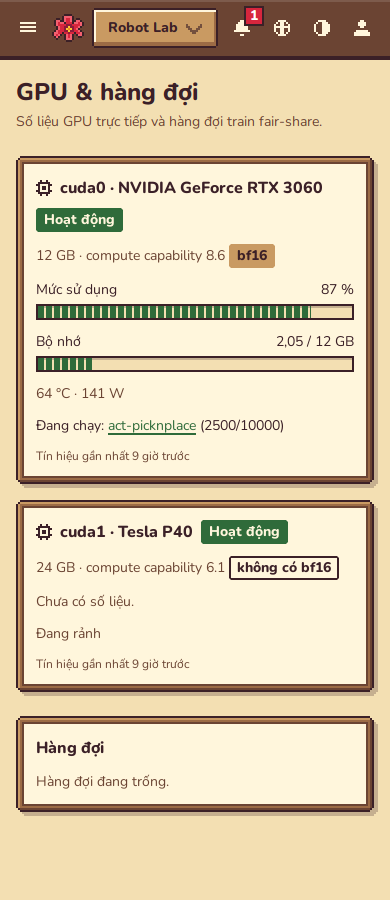 Robot Lab
1
GPU & hàng đợi
Số liệu GPU trực tiếp và hàng đợi train fair-share.
cuda0 · NVIDIA GeForce RTX 3060
Hoạt động
12 GB · compute capability 8.6 bf16
Mức sử dụng 87 %
Bộ nhớ 2,05 / 12 GB
64 °C · 141 W
Đang chạy: act-picknplace (2500/10000)
Tín hiệu gần nhất 9 giờ trước
cuda1 · Tesla P40 Hoạt động
24 GB · compute capability 6.1 không có bf16
Chưa có số liệu.
Đang rảnh
Tín hiệu gần nhất 9 giờ trước
Hàng đợi
Hàng đợi đang trống.